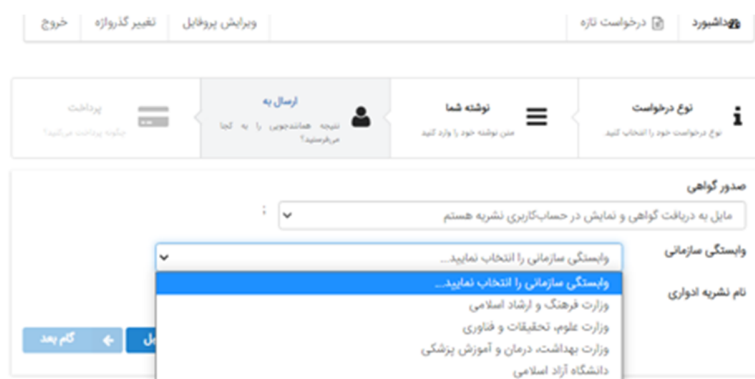 داشبورد
درخواست تازه
ویرایش پروفایل
تغییر گذرواژه
خروج
نوع درخواست
نوع درخواست خود را انتخاب کنید.
نوشته شما
متن نوشته خود را وارد کنید
ارسال به
نتیجه همانندجویی را به کجا
می‌فرستید؟
پرداخت
چگونه پرداخت می‌کنید؟
صدور گواهی
مایل به دریافت گواهی و نمایش در حساب‌کاربری نشریه هستم
;
وابستگی سازمانی
وابستگی سازمانی را انتخاب نمایید...
وابستگی سازمانی را انتخاب نمایید...
نام نشریه ادواری
وزارت فرهنگ و ارشاد اسلامی
وزارت علوم، تحقیقات و فناوری
گام بعد
وزارت بهداشت، درمان و آموزش پزشکی
دانشگاه آزاد اسلامی